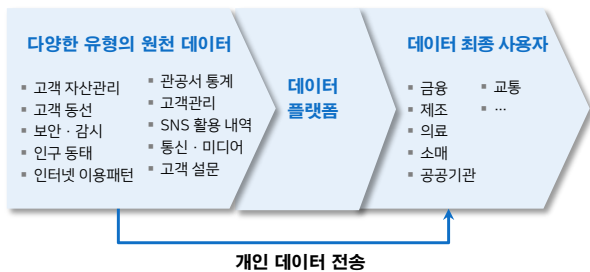 다양한 유형의 원천 데이터
▪ 고객 자산관리
▪ 고객 동선
▪ 보안 · 감시
▪ 인구 동태
▪ 인터넷 이용패턴
▪ 관공서 통계
▪ 고객관리
▪ SNS 활용 내역
▪ 통신 · 미디어
▪ 고객 설문
데이터
플랫폼
데이터 최종 사용자
▪ 금융
▪ 제조
▪ 의료
▪ 소매
▪ 공공기관
▪ 교통
▪ …
개인 데이터 전송